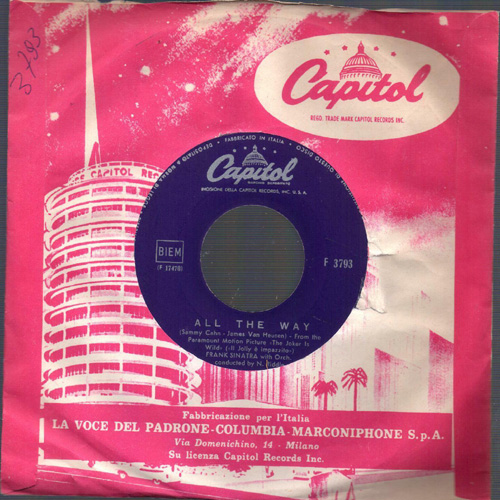 3793
Capitol
REGD. TRADE MARK CAPITOL RECORDS INC.
CAPITOL RECORDS
FABBRICATO IN ITALIA
Capitol
INCISIONI DELLA CAPITOL RECORDS, INC. U. S. A.
BIEM
(F 17478)
F 3793
ALL THE WAY
(Sammy Cahn - James Van Heusen) - From the
Paramount Motion Picture «The Joker Is
Wild» («Il Jolly è impazzito»)
FRANK SINATRA with Orch.
conducted by N. Riddle
Fabbricazione per l'Italia
LA VOCE DEL PADRONE - COLUMBIA - MARCONIPHONE S.p.A.
Via Domenichino, 14 - Milano
Su licenza Capitol Records Inc.